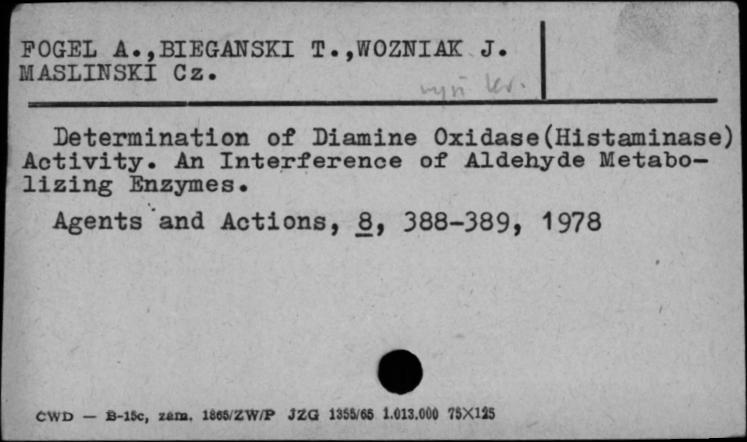 FOGEL A.,BIEGANSKI T.,WOZNIAK J.
MASLINSKI Cz.
Determination of Diamine Oxidase(Histaminase)
Activity. An Interference of Aldehyde Metabo-
lizing Enzymes.
Agents and Actions, 8, 388-389, 1978
CWD — B-15c, zam. 1865/ZW/P JZG 1355/65 1.013.000 75X125